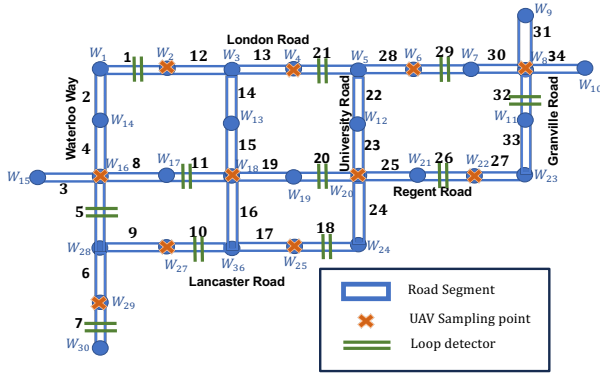 W9
31
London Road
W1
1
W2
12
W3
13
W4
21
W5
28
W6
29
W7
30
W8
34
W10
2
Waterloo Way
14
22
University Road
32
Granville Road
W14
W13
W12
W11
4
15
23
33
W15
3
W16
8
W17
11
W18
19
W19
20
W20
25
W21
26
W22
27
W23
Regent Road
5
16
24
W28
9
W27
10
W36
17
W25
18
W24
Lancaster Road
6
W29
7
W30
Road Segment
UAV Sampling point
Loop detector